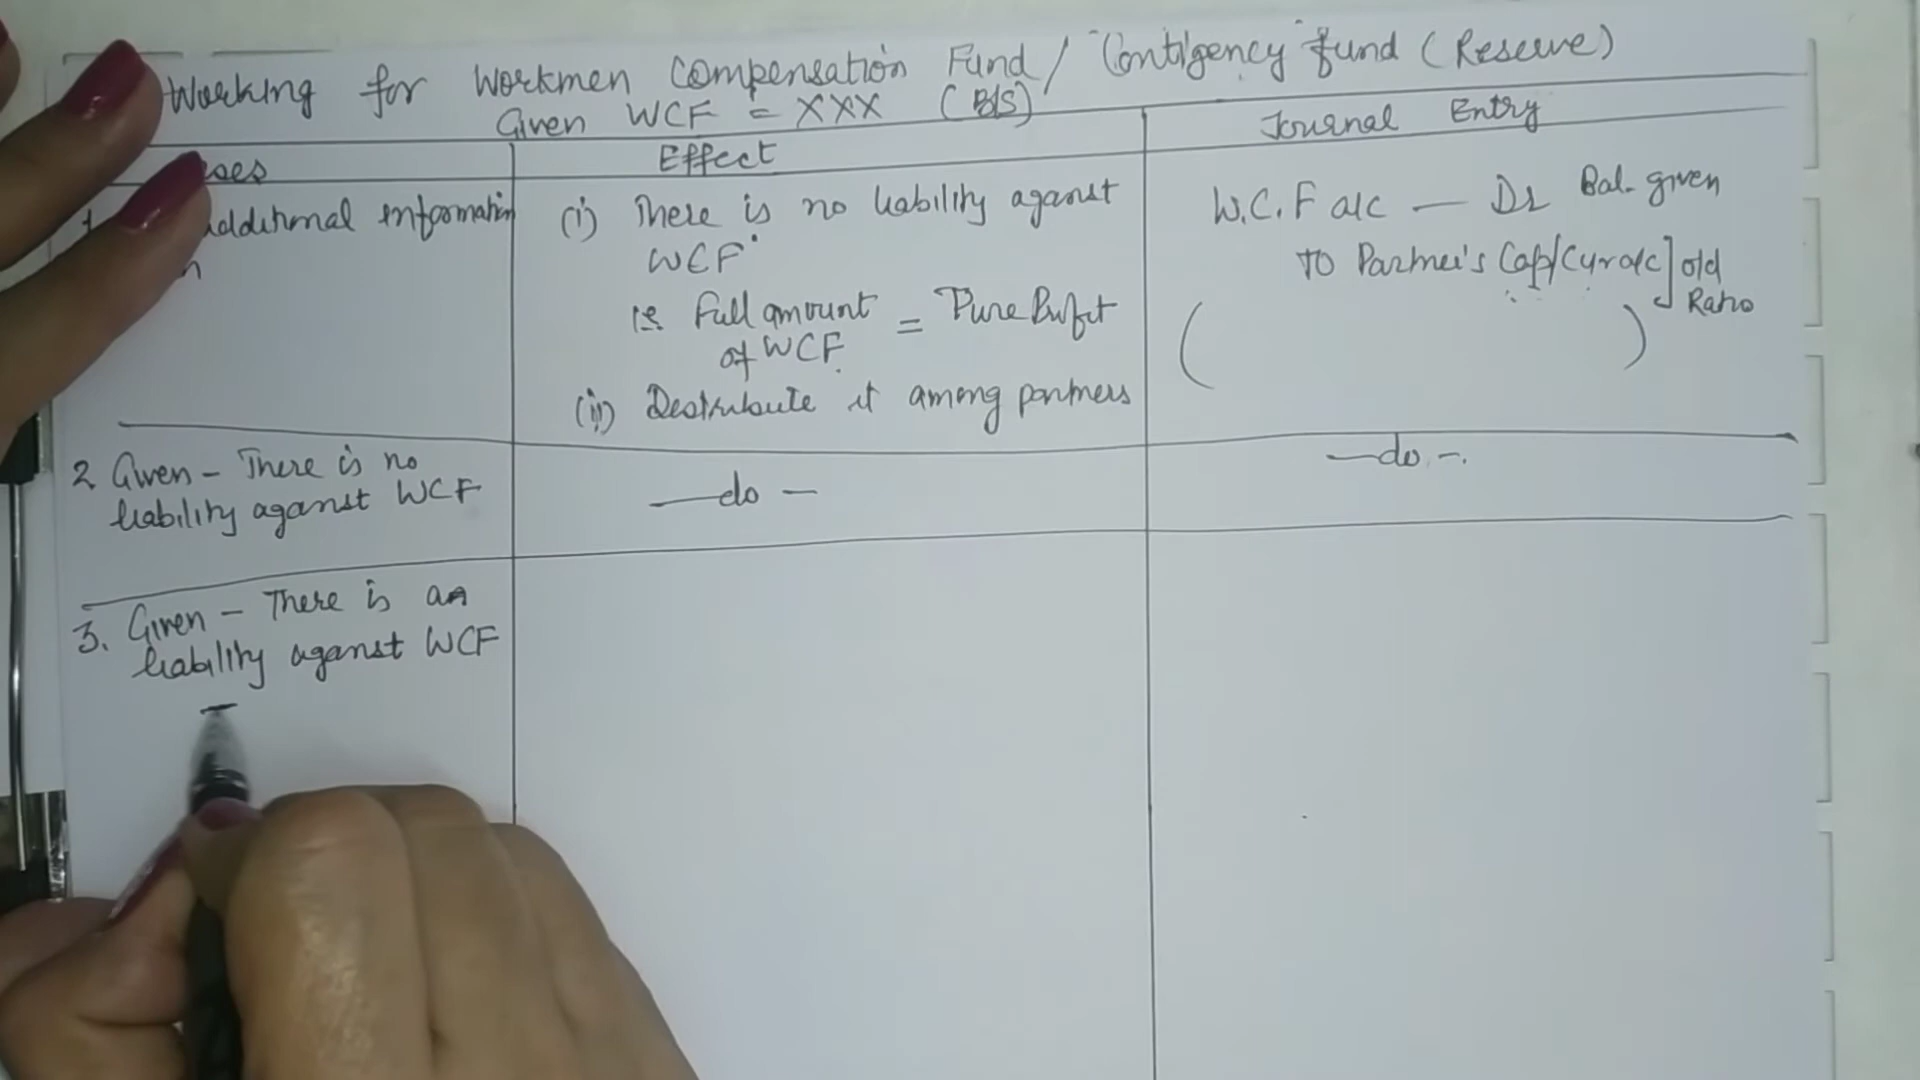 Working for Workmen Compensation Fund / "Contigency" fund (Reserve)
Given WCF = XXX (B/S)
Effect
Journal Entry
additional information
(i) There is no liability against
WCF
ie Full amount = Pure Profit
of WCF.
(ii) Destribute it among partners
W.C.F a/c — Dr Bal. given
To Partner's Cap/Cur a/c] old
Ratio
( )
2. Given - There is no
liability against WCF
—do —
—do —.
3. Given - There is an
liability against WCF